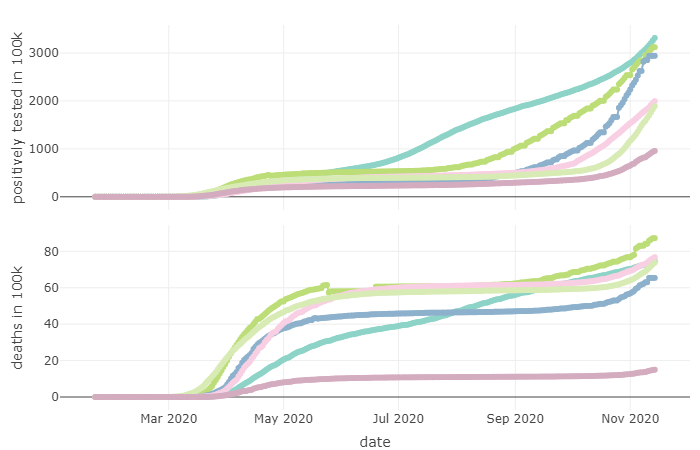 positively tested in 100k
3000
2000
1000
0
deaths in 100k
80
60
40
20
0
Mar 2020
May 2020
Jul 2020
Sep 2020
Nov 2020
date